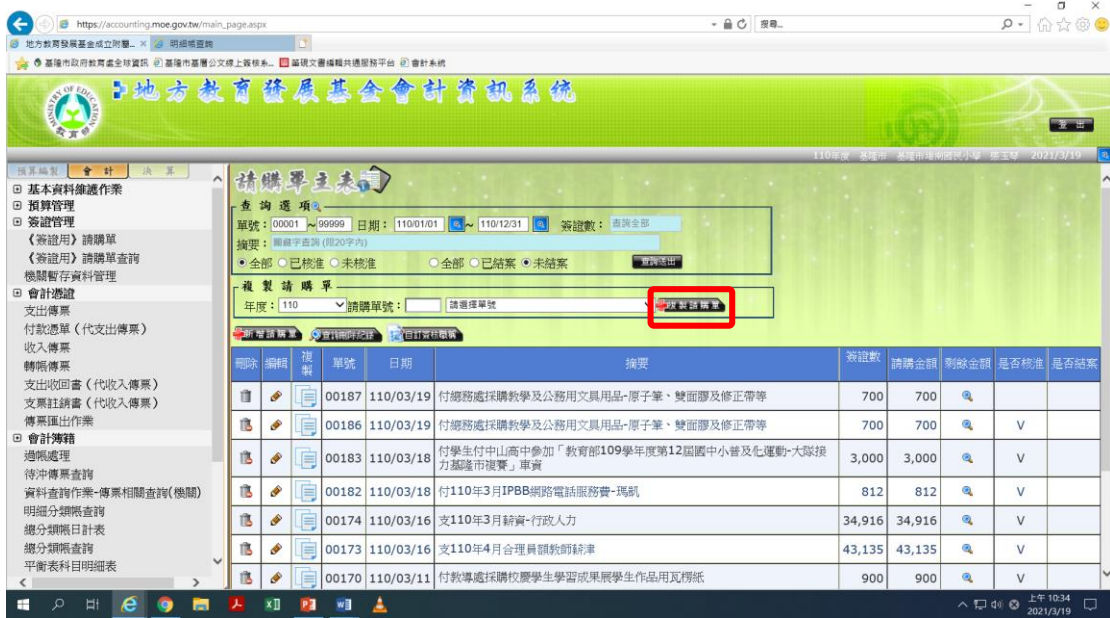 https://accounting.moe.gov.tw/main_page.aspx
搜尋...
地方教育發展基金成立附屬... × 明細帳查詢
基隆市政府教育處全球資訊 基隆市基層公文線上簽核系... 筆硯文書編輯共通服務平台 會計系統
地方教育發展基金會計資訊系統
登 出
110年度 基隆市 2021/3/19
預算編製 會 計 決 算
基本資料維護作業
預算管理
簽證管理
《簽證用》請購單
《簽證用》請購單查詢
機關暫存資料管理
會計憑證
支出傳票
付款憑單（代支出傳票）
收入傳票
轉帳傳票
支出收回書（代收入傳票）
支票註銷書（代收入傳票）
傳票匯出作業
會計簿籍
過帳處理
待沖傳票查詢
資料查詢作業-傳票相關查詢(機關)
明細分類帳查詢
總分類帳日計表
總分類帳查詢
平衡表科目明細表
請購單主表
查 詢 選 項
單號： 00001 ~ 99999 日期： 110/01/01 ~ 110/12/31 簽證數： 查詢全部
摘要： 關鍵字查詢 (限20字內)
全部 已核准 未核准 全部 已結案 未結案 查詢送出
複 製 請 購 單
年度： 110 請購單號： 請選擇單號 複製請購單
新增請購單 查詢刪除紀錄 自訂簽核職稱
刪除 編輯 複製 單號 日期 摘要 簽證數 請購金額 剩餘金額 是否核准 是否結案
00187 110/03/19 付總務處採購教學及公務用文具用品-原子筆、雙面膠及修正帶等 700 700
00186 110/03/19 付總務處採購教學及公務用文具用品-原子筆、雙面膠及修正帶等 700 700 V
00183 110/03/18 付學生付中山高中參加「教育部109學年度第12屆國中小普及化運動-大隊接力基隆市複賽」車資 3,000 3,000 V
00182 110/03/18 付110年3月IPBB網路電話服務費-瑪凱 812 812 V
00174 110/03/16 支110年3月薪資-行政人力 34,916 34,916 V
00173 110/03/16 支110年4月合理員額教師薪津 43,135 43,135 V
00170 110/03/11 付教導處採購校慶學生學習成果展學生作品用瓦楞紙 900 900 V
上午 10:34
2021/3/19